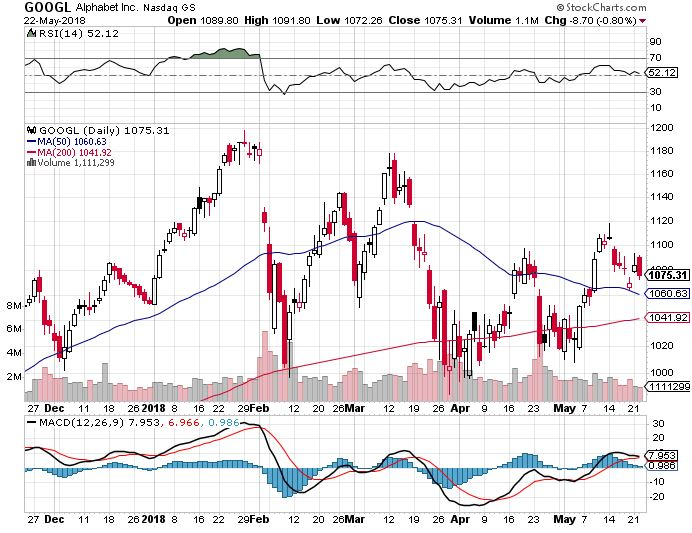 GOOGL Alphabet Inc. Nasdaq GS © StockCharts.com
22-May-2018 Open 1089.80 High 1091.80 Low 1072.26 Close 1075.31 Volume 1.1M Chg -8.70 (-0.80%)
RSI(14) 52.12
90
70
52.12
30
10
GOOGL (Daily) 1075.31
MA(50) 1060.63
MA(200) 1041.92
Volume 1,111,299
1200
1180
1160
1140
1120
1100
1075.31
1060.63
1041.92
1020
1000
1111299
8M
6M
4M
2M
27 Dec 11 18 26 2018 8 16 22 29 Feb 12 20 26 Mar 12 19 26 Apr 9 16 23 May 7 14 21
MACD(12,26,9) 7.953, 6.966, 0.986
30
20
7.953
0.986
-10
-20
27 Dec 11 18 26 2018 8 16 22 29 Feb 12 20 26 Mar 12 19 26 Apr 9 16 23 May 7 14 21